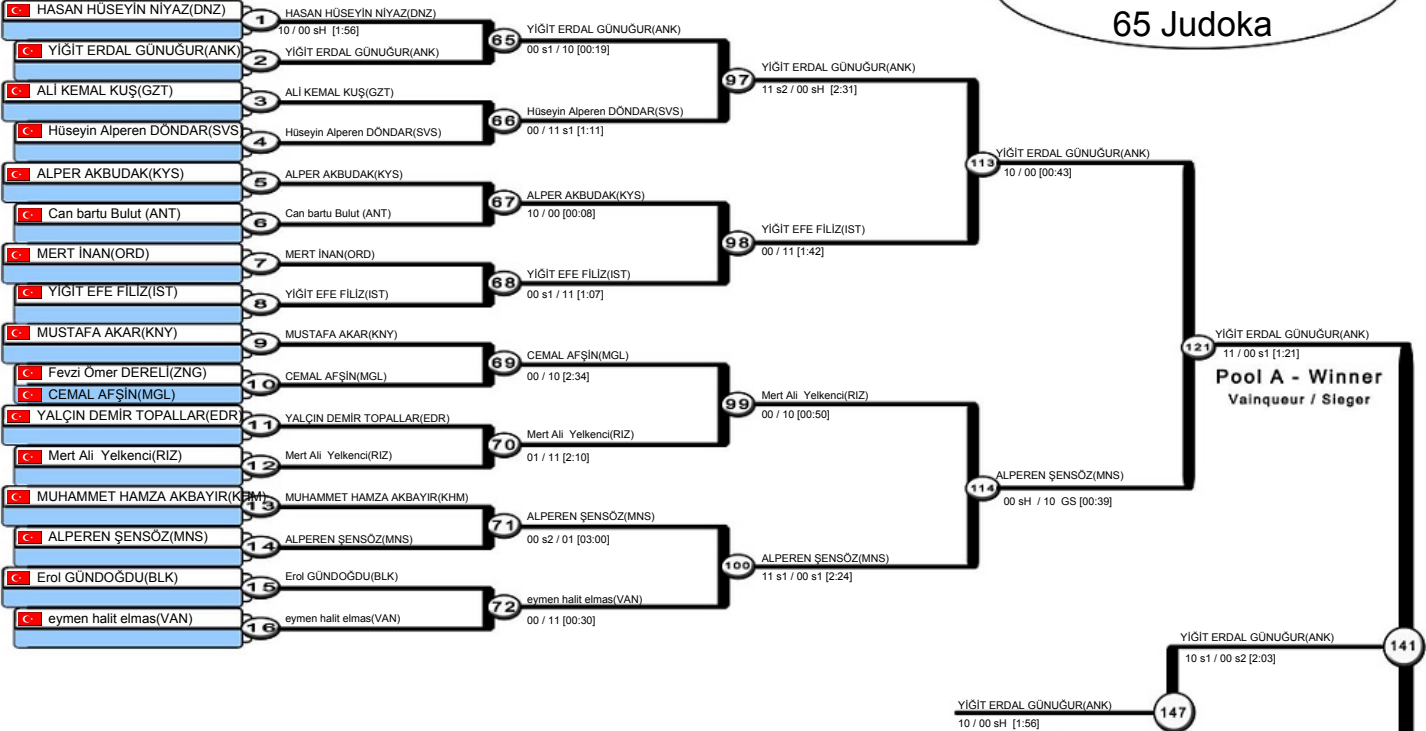 65 Judoka
HASAN HÜSEYİN NİYAZ(DNZ)
YİĞİT ERDAL GÜNUĞUR(ANK)
ALİ KEMAL KUŞ(GZT)
Hüseyin Alperen DÖNDAR(SVS)
ALPER AKBUDAK(KYS)
Can bartu Bulut (ANT)
MERT İNAN(ORD)
YİĞİT EFE FİLİZ(IST)
MUSTAFA AKAR(KNY)
Fevzi Ömer DERELİ(ZNG)
CEMAL AFŞİN(MGL)
YALÇIN DEMİR TOPALLAR(EDR)
Mert Ali Yelkenci(RIZ)
MUHAMMET HAMZA AKBAYIR(KHM)
ALPEREN ŞENSÖZ(MNS)
Erol GÜNDOĞDU(BLK)
eymen halit elmas(VAN)
1
2
3
4
5
6
7
8
9
10
11
12
13
14
15
16
HASAN HÜSEYİN NİYAZ(DNZ)
10 / 00 sH [1:56]
YİĞİT ERDAL GÜNUĞUR(ANK)
ALİ KEMAL KUŞ(GZT)
Hüseyin Alperen DÖNDAR(SVS)
ALPER AKBUDAK(KYS)
Can bartu Bulut (ANT)
MERT İNAN(ORD)
YİĞİT EFE FİLİZ(IST)
MUSTAFA AKAR(KNY)
CEMAL AFŞİN(MGL)
YALÇIN DEMİR TOPALLAR(EDR)
Mert Ali Yelkenci(RIZ)
MUHAMMET HAMZA AKBAYIR(KHM)
ALPEREN ŞENSÖZ(MNS)
Erol GÜNDOĞDU(BLK)
eymen halit elmas(VAN)
65
66
67
68
69
70
71
72
YİĞİT ERDAL GÜNUĞUR(ANK)
00 s1 / 10 [00:19]
Hüseyin Alperen DÖNDAR(SVS)
00 / 11 s1 [1:11]
ALPER AKBUDAK(KYS)
10 / 00 [00:08]
YİĞİT EFE FİLİZ(IST)
00 s1 / 11 [1:07]
CEMAL AFŞİN(MGL)
00 / 10 [2:34]
Mert Ali Yelkenci(RIZ)
01 / 11 [2:10]
ALPEREN ŞENSÖZ(MNS)
00 s2 / 01 [03:00]
eymen halit elmas(VAN)
00 / 11 [00:30]
97
98
99
100
YİĞİT ERDAL GÜNUĞUR(ANK)
11 s2 / 00 sH [2:31]
YİĞİT EFE FİLİZ(IST)
00 / 11 [1:42]
Mert Ali Yelkenci(RIZ)
00 / 10 [00:50]
ALPEREN ŞENSÖZ(MNS)
11 s1 / 00 s1 [2:24]
113
114
YİĞİT ERDAL GÜNUĞUR(ANK)
10 / 00 [00:43]
ALPEREN ŞENSÖZ(MNS)
00 sH / 10 GS [00:39]
121
YİĞİT ERDAL GÜNUĞUR(ANK)
11 / 00 s1 [1:21]
Pool A - Winner
Vainqueur / Sieger
YİĞİT ERDAL GÜNUĞUR(ANK)
10 s1 / 00 s2 [2:03]
141
YİĞİT ERDAL GÜNUĞUR(ANK)
10 / 00 sH [1:56]
147